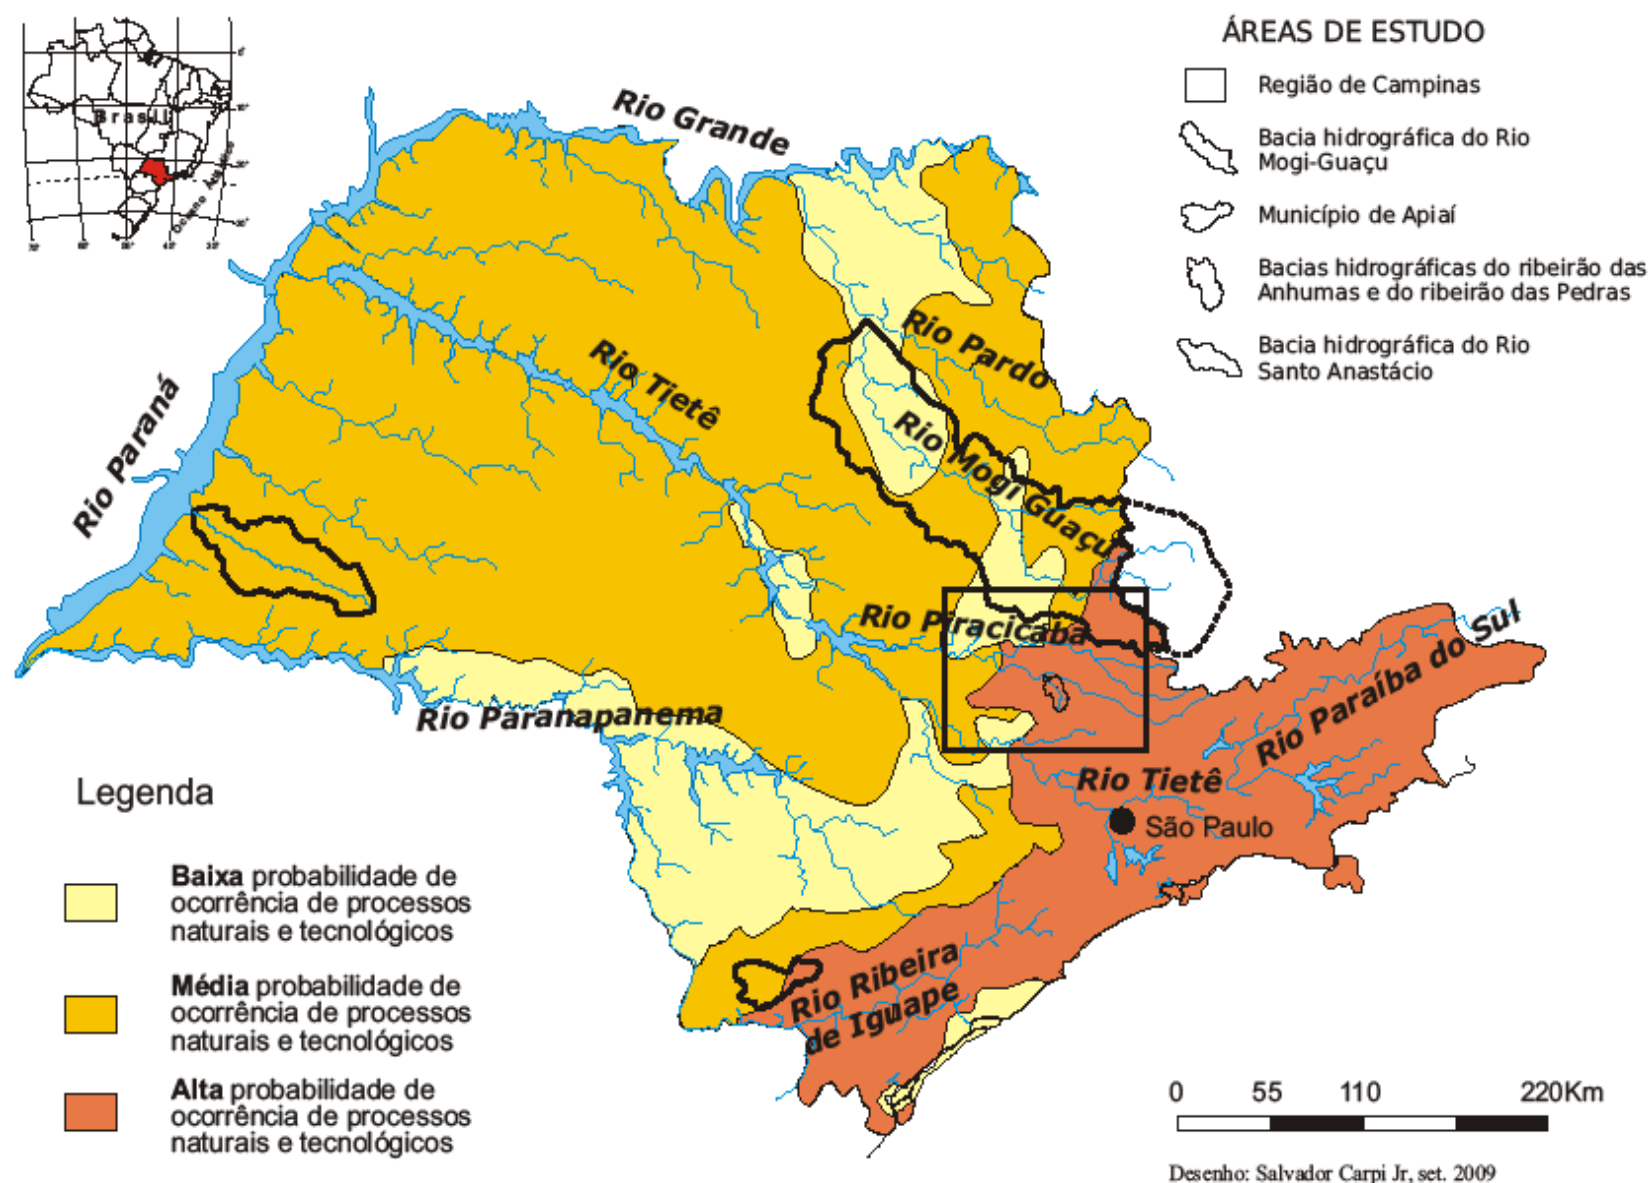 ÁREAS DE ESTUDO
Região de Campinas
Bacia hidrográfica do Rio
Mogi-Guaçu
Município de Apiaí
Bacias hidrográficas do ribeirão das
Anhumas e do ribeirão das Pedras
Bacia hidrográfica do Rio
Santo Anastácio
Brasil
Rio Grande
Rio Pardo
Rio Tietê
Rio Paraná
Rio Mogi Guaçu
Rio Piracicaba
Rio Paraíba do Sul
Rio Paranapanema
Rio Tietê
São Paulo
Rio Ribeira
de Iguape
Legenda
Baixa probabilidade de
ocorrência de processos
naturais e tecnológicos
Média probabilidade de
ocorrência de processos
naturais e tecnológicos
Alta probabilidade de
ocorrência de processos
naturais e tecnológicos
0 55 110 220Km
Desenho: Salvador Carpi Jr, set. 2009